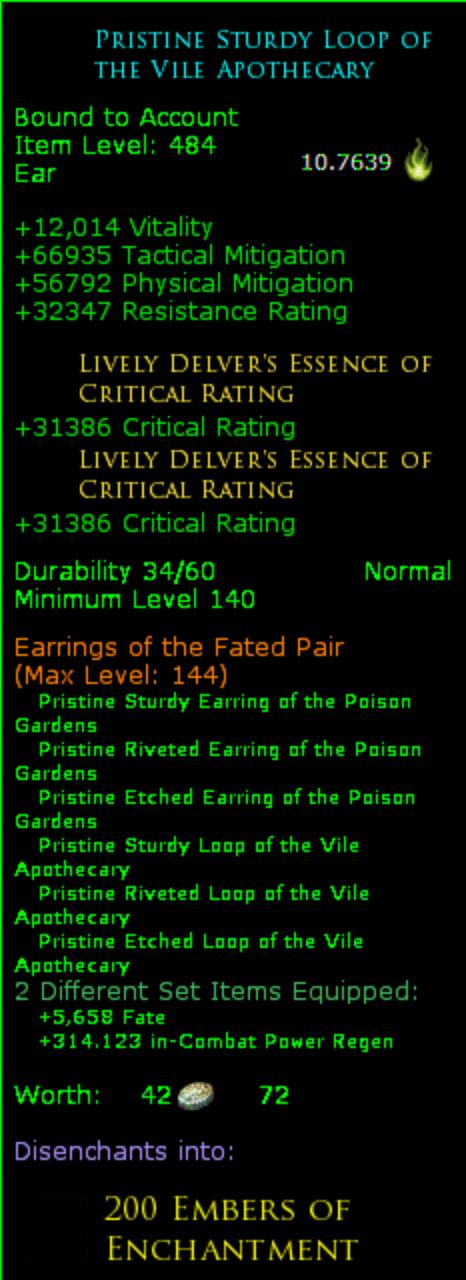 Pristine Sturdy Loop of
the Vile Apothecary
Bound to Account
Item Level: 484
Ear
10.7639
+12,014 Vitality
+66935 Tactical Mitigation
+56792 Physical Mitigation
+32347 Resistance Rating
Lively Delver's Essence of
Critical Rating
+31386 Critical Rating
Lively Delver's Essence of
Critical Rating
+31386 Critical Rating
Durability 34/60 Normal
Minimum Level 140
Earrings of the Fated Pair
(Max Level: 144)
Pristine Sturdy Earring of the Poison
Gardens
Pristine Riveted Earring of the Poison
Gardens
Pristine Etched Earring of the Poison
Gardens
Pristine Sturdy Loop of the Vile
Apothecary
Pristine Riveted Loop of the Vile
Apothecary
Pristine Etched Loop of the Vile
Apothecary
2 Different Set Items Equipped:
+5,658 Fate
+314.123 in-Combat Power Regen
Worth: 42 72
Disenchants into:
200 Embers of
Enchantment